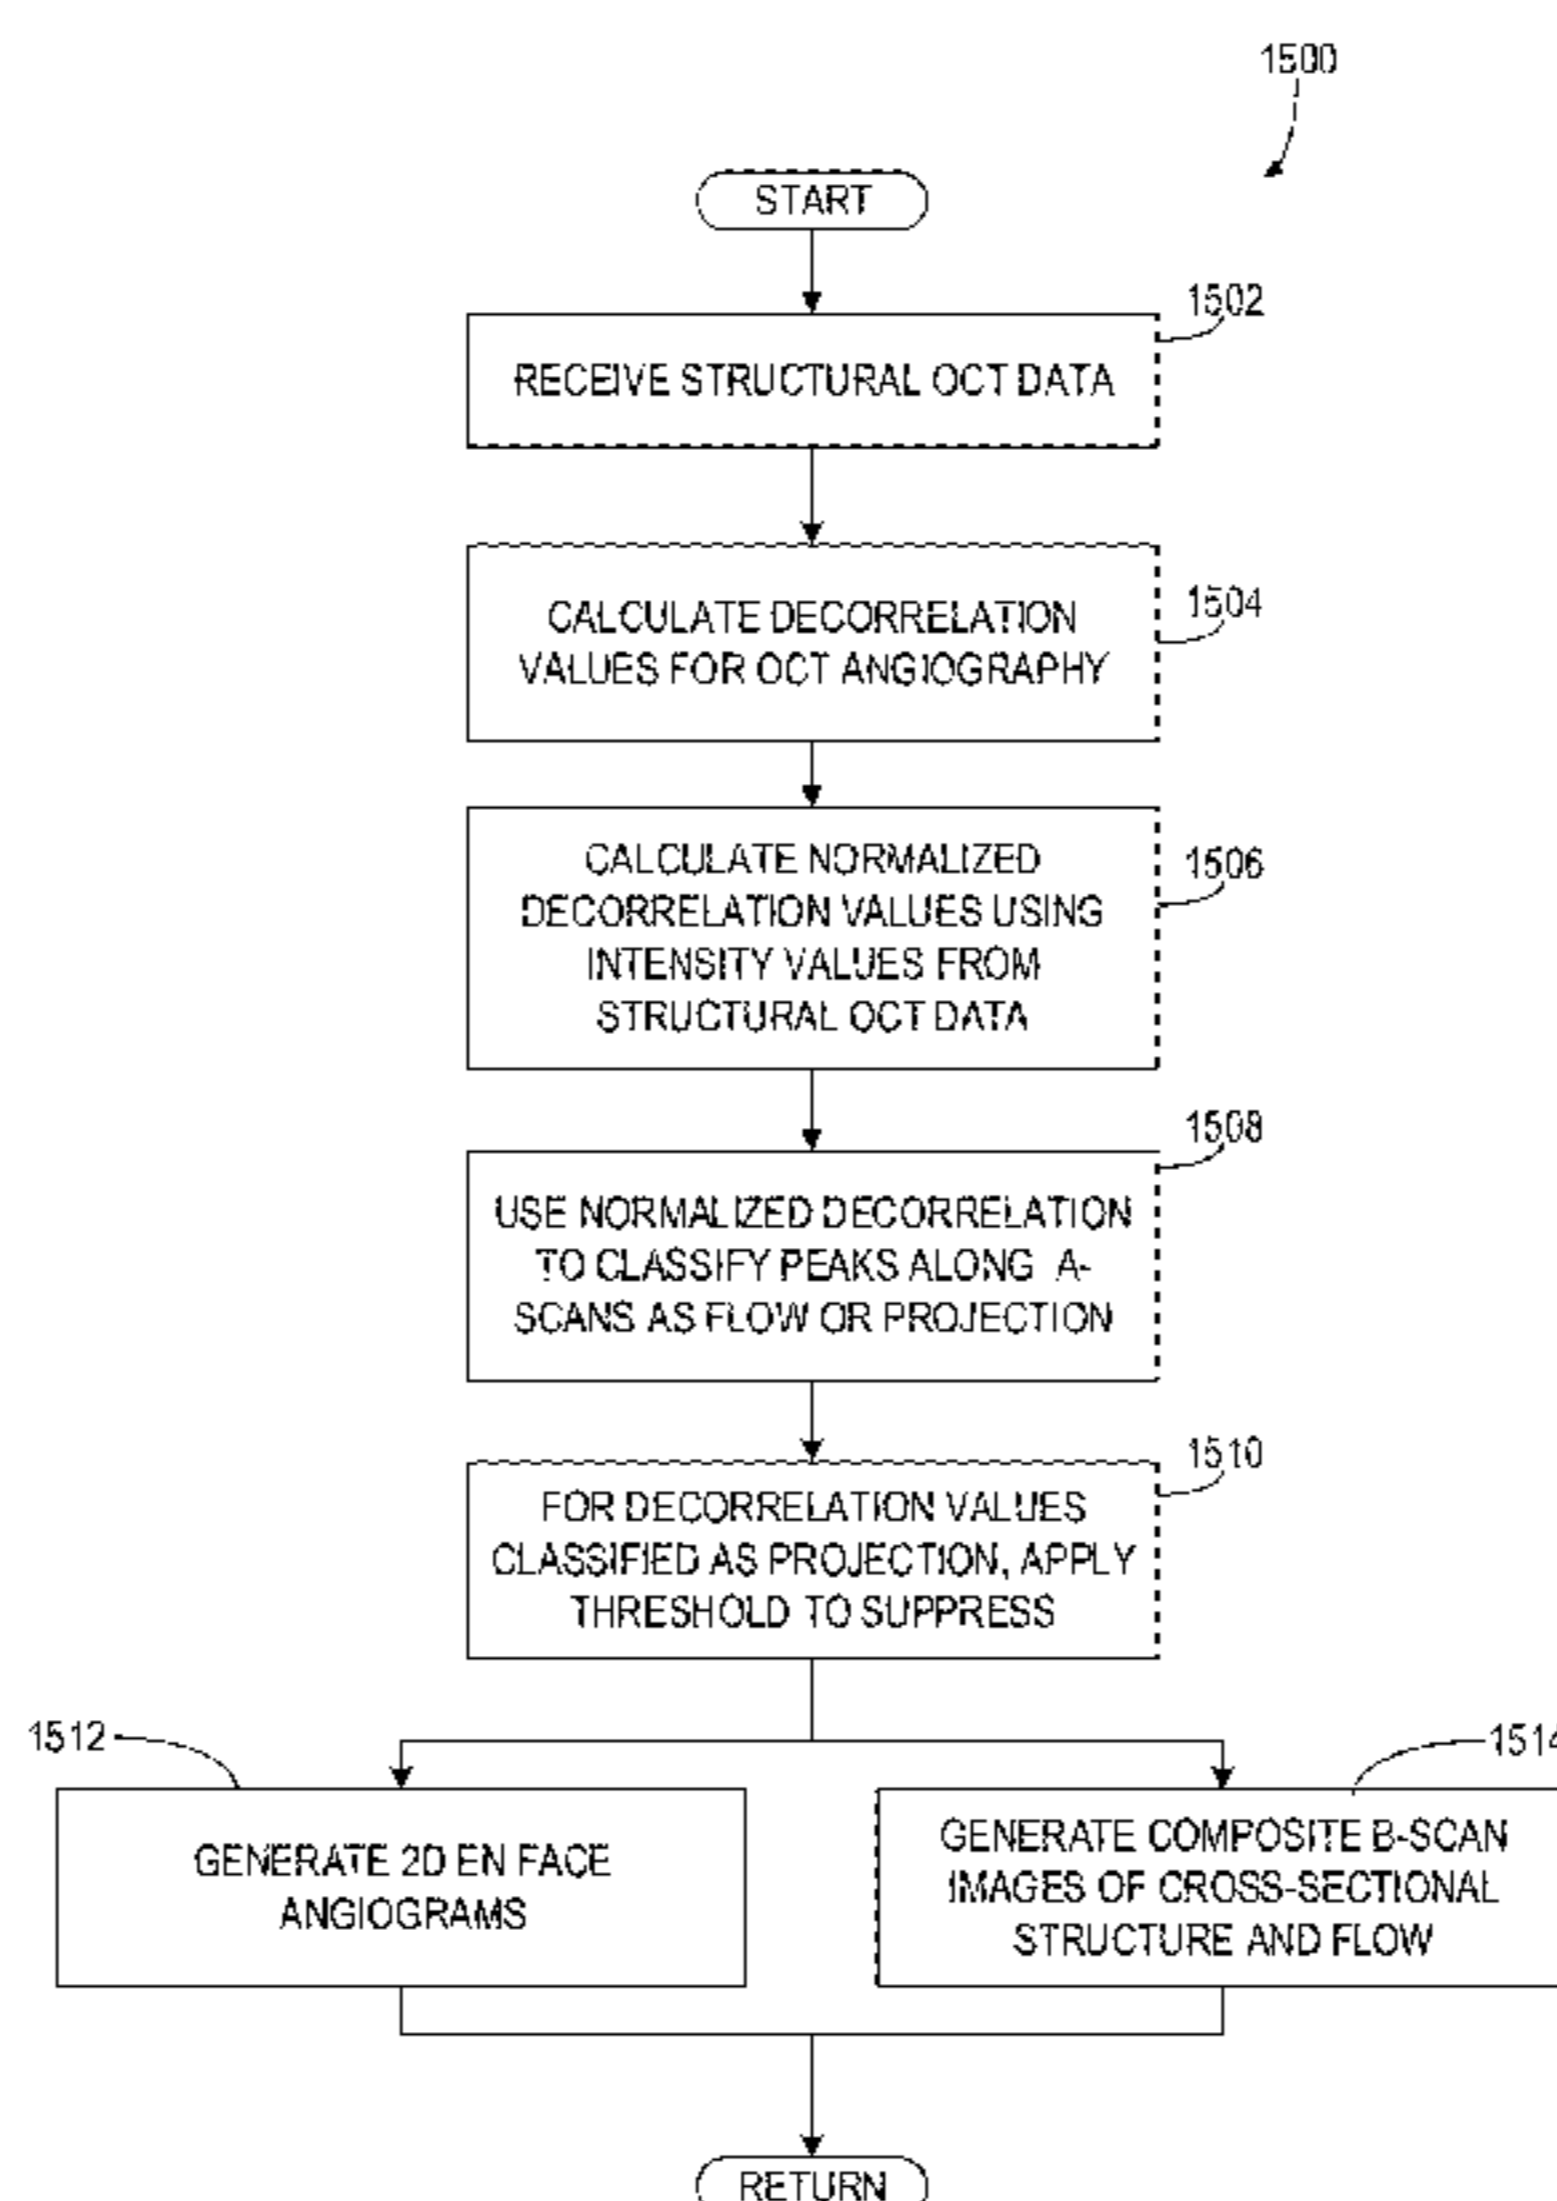 1500
START
1502
RECEIVE STRUCTURAL OCT DATA
1504
CALCULATE DECORRELATION
VALUES FOR OCT ANGIOGRAPHY
1506
CALCULATE NORMALIZED
DECORRELATION VALUES USING
INTENSITY VALUES FROM
STRUCTURAL OCT DATA
1508
USE NORMALIZED DECORRELATION
TO CLASSIFY PEAKS ALONG A-
SCANS AS FLOW OR PROJECTION
1510
FOR DECORRELATION VALUES
CLASSIFIED AS PROJECTION, APPLY
THRESHOLD TO SUPPRESS
1512
1514
GENERATE 2D EN FACE
ANGIOGRAMS
GENERATE COMPOSITE B-SCAN
IMAGES OF CROSS-SECTIONAL
STRUCTURE AND FLOW
RETURN